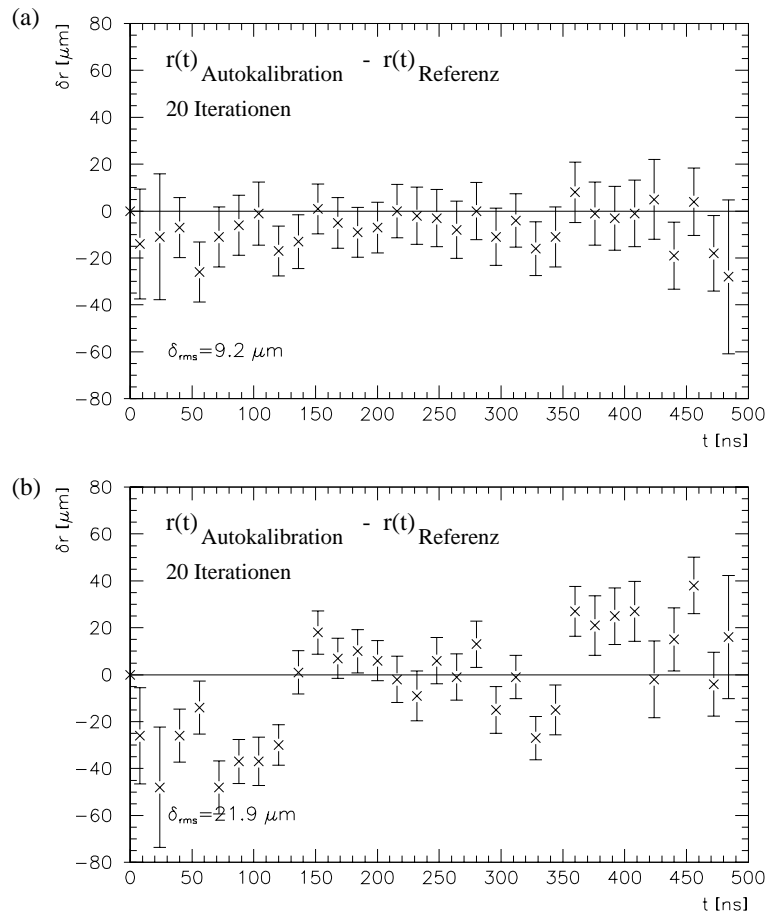 (a)
δr [μm]
80
60
40
20
0
−20
−40
−60
−80
r(t) Autokalibration - r(t) Referenz
20 Iterationen
δrms=9.2 μm
0 50 100 150 200 250 300 350 400 450 500
t [ns]
(b)
δr [μm]
80
60
40
20
0
−20
−40
−60
−80
r(t) Autokalibration - r(t) Referenz
20 Iterationen
δrms=21.9 μm
0 50 100 150 200 250 300 350 400 450 500
t [ns]